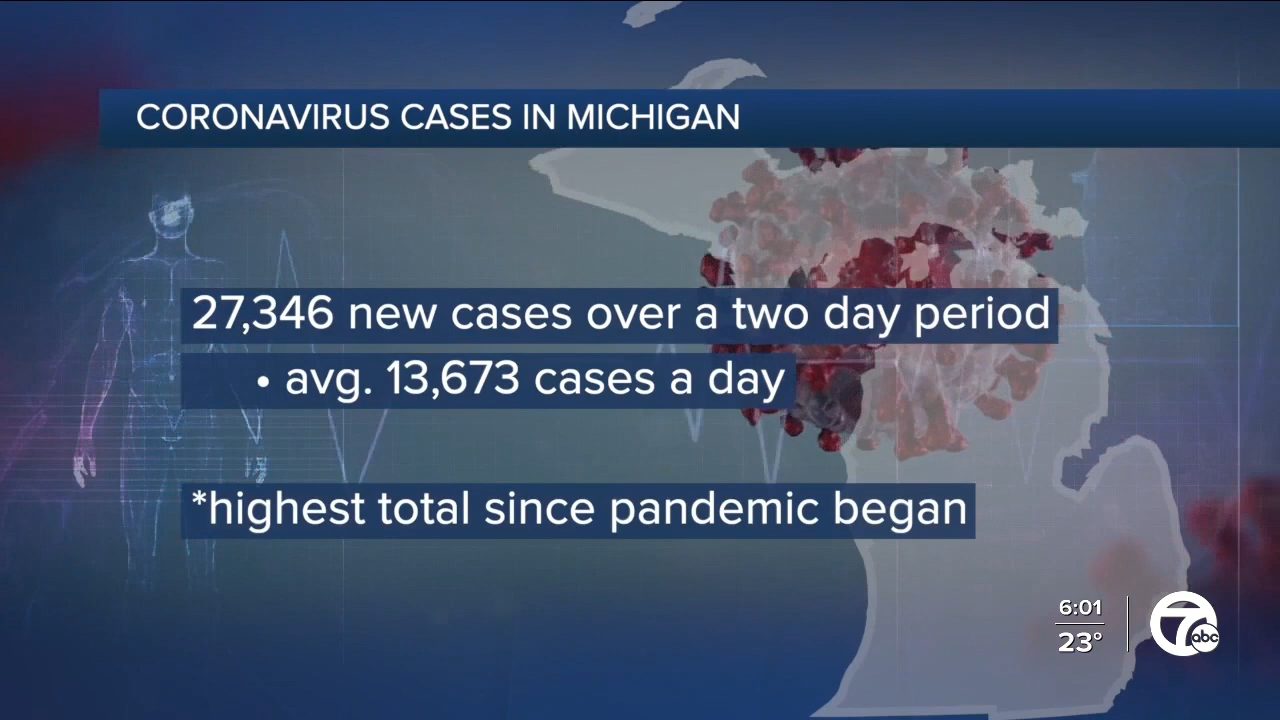 CORONAVIRUS CASES IN MICHIGAN
27,346 new cases over a two day period
• avg. 13,673 cases a day
*highest total since pandemic began
6:01
23°
7 abc